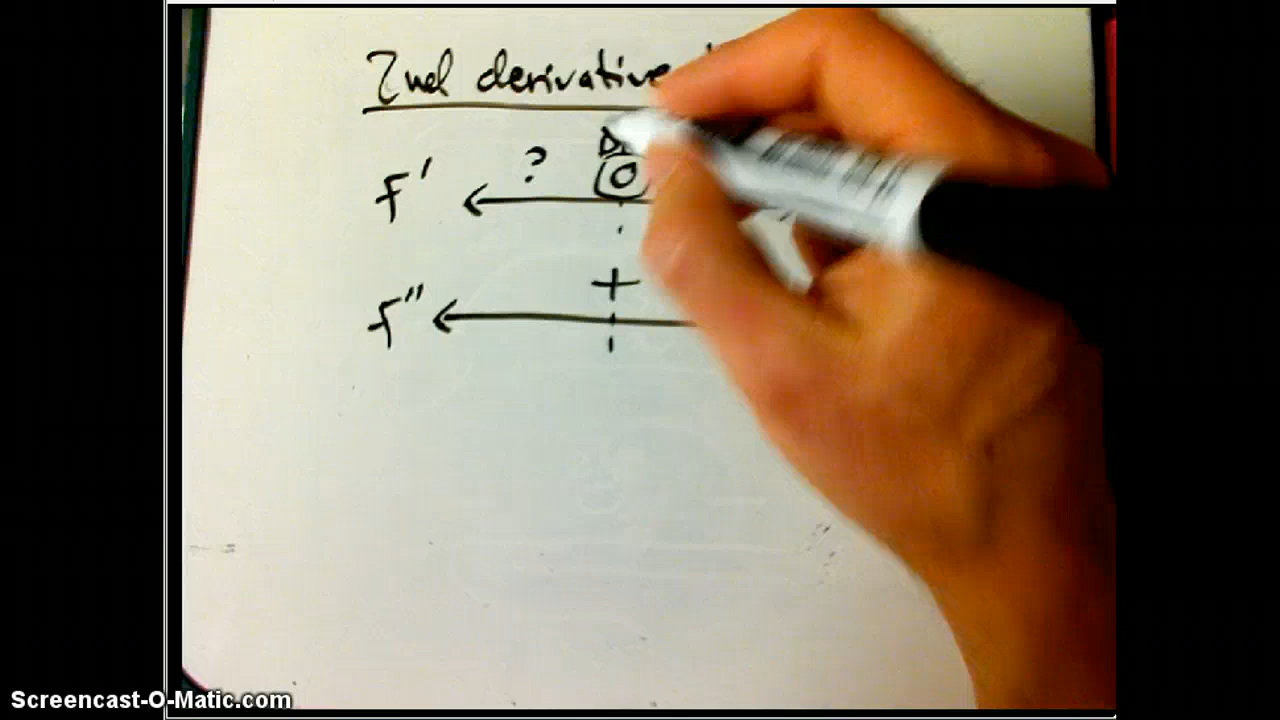 2nd derivative
f' ?
0
+
f"
Screencast-O-Matic.com